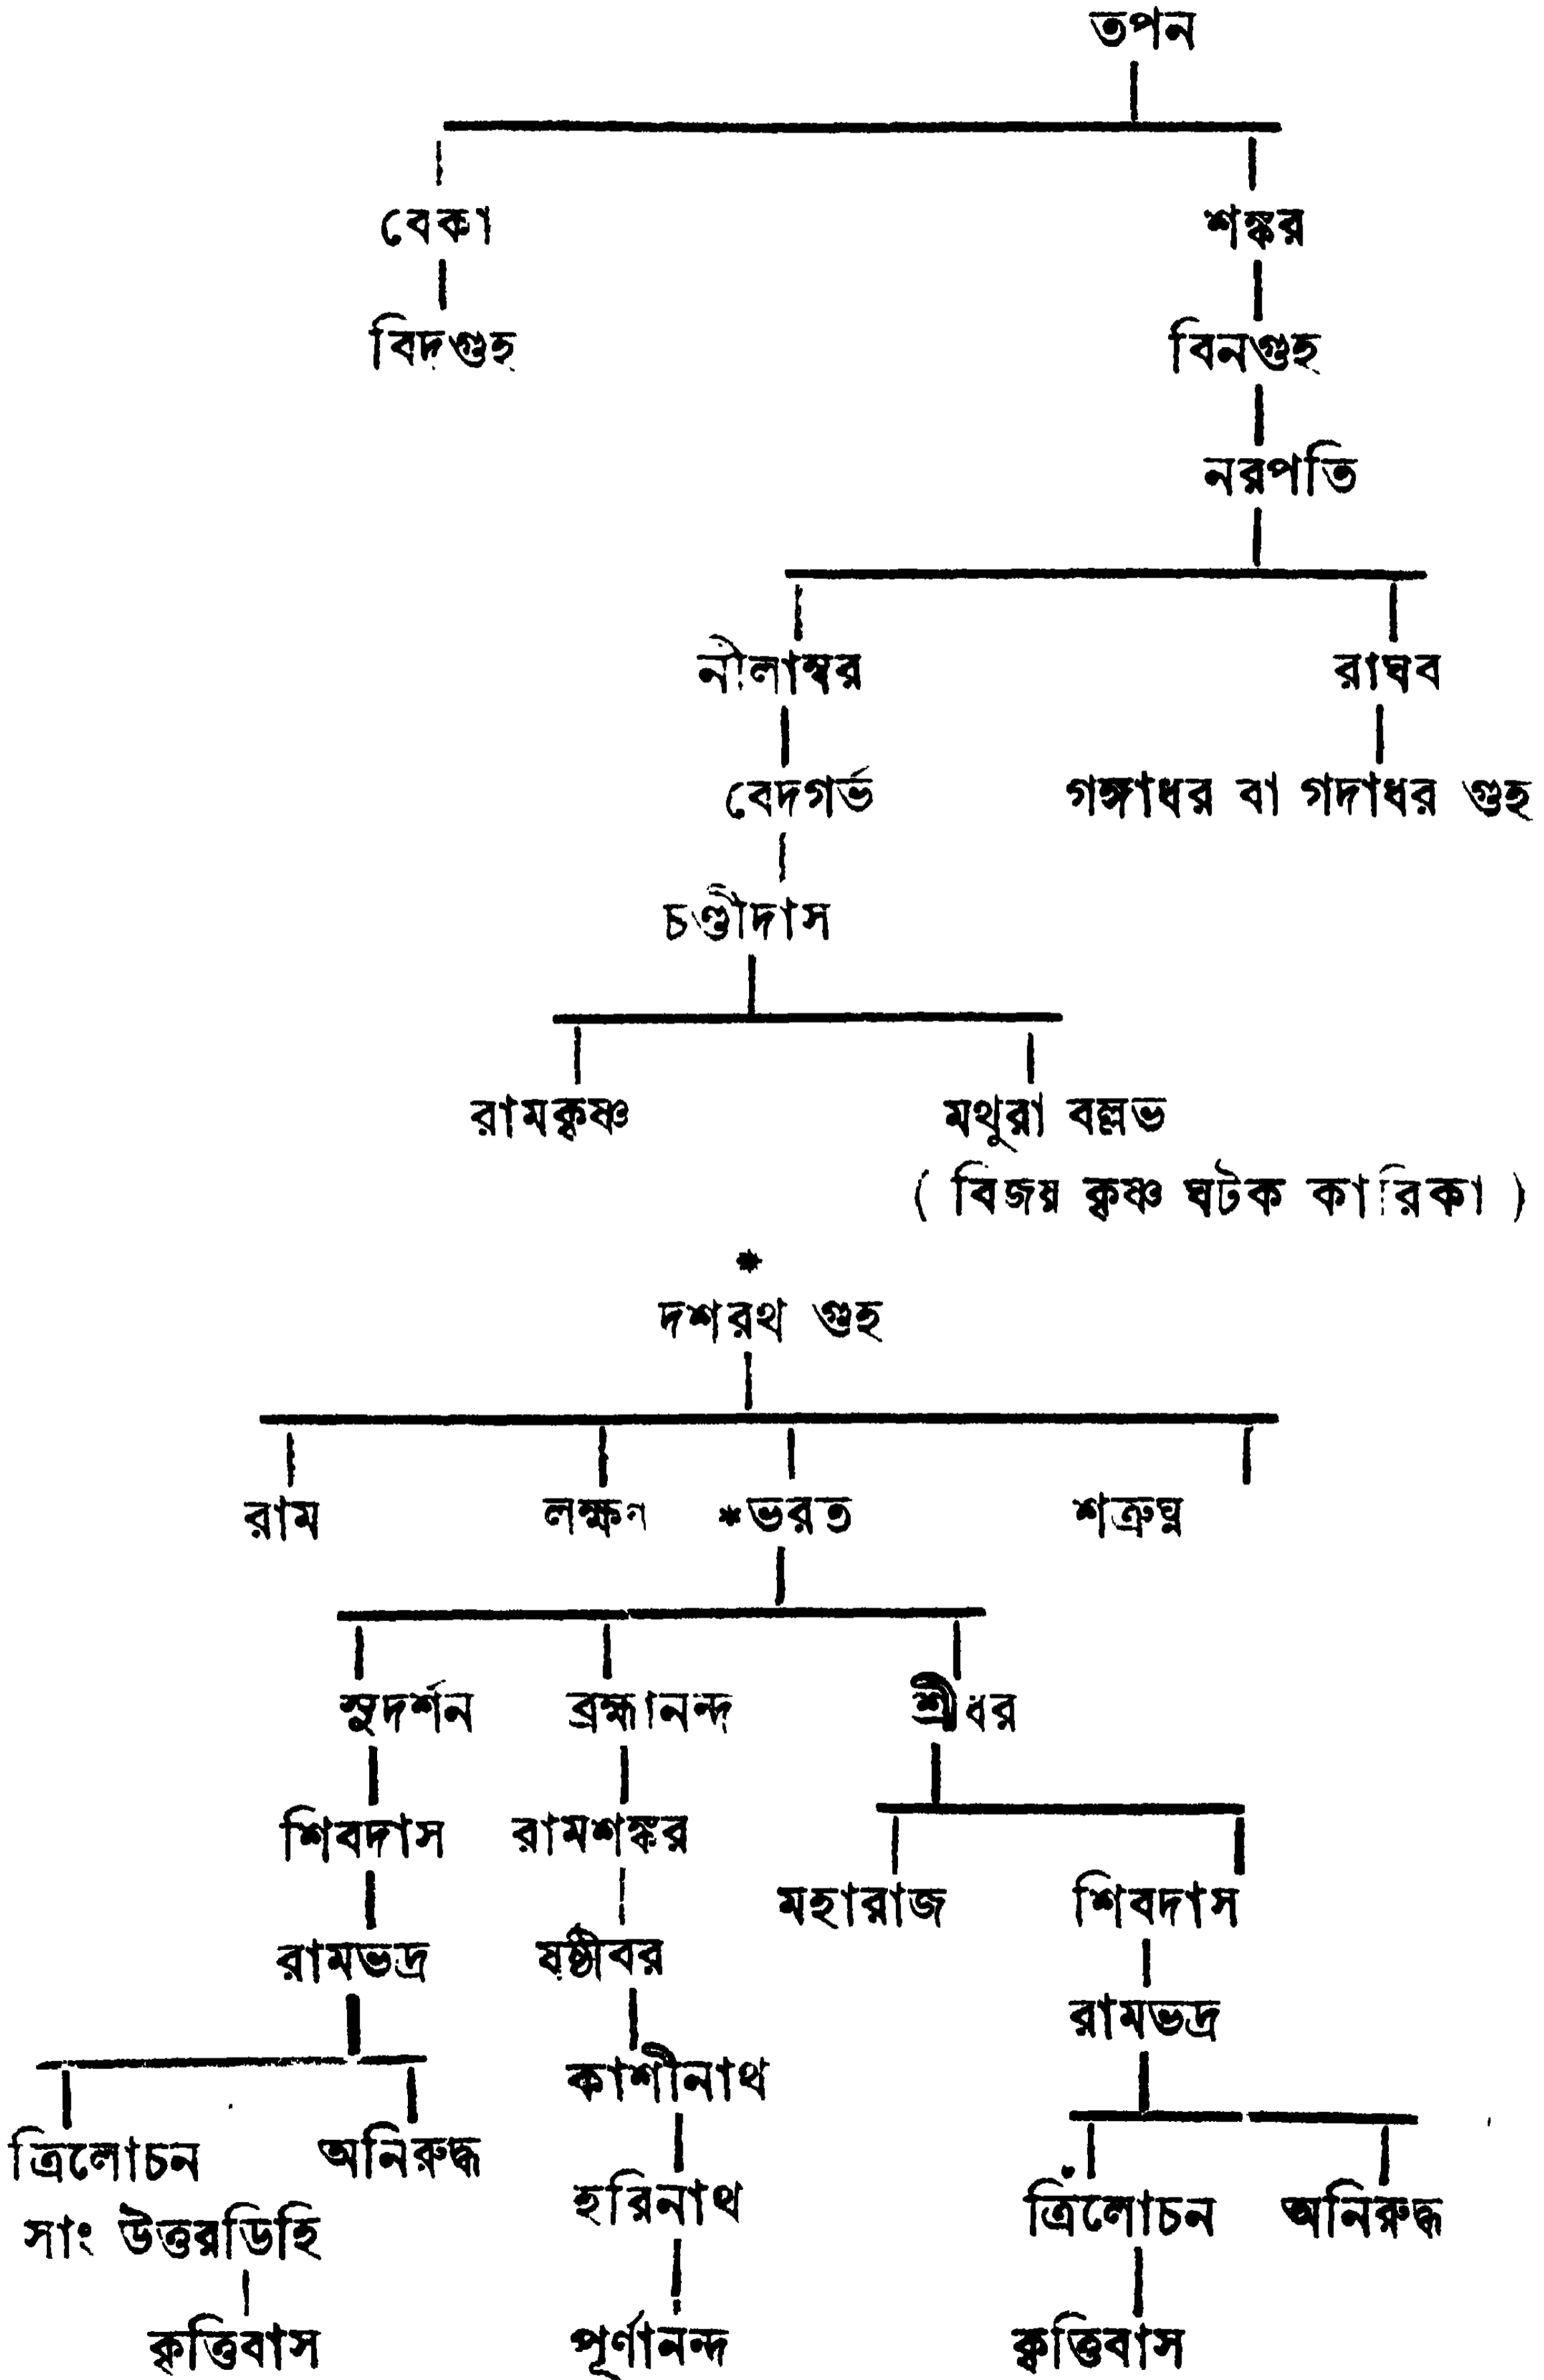 তপন
বেকা শঙ্কর
বিদগুহ বিনগুহ
নরপতি
নীলাম্বর রাঘব
বেদগর্ভ গঙ্গাধর বা গদাধর গুহ
চণ্ডীদাস
রামকৃষ্ণ মথুরা বল্লভ
( বিজয় কৃষ্ণ ঘটক কারিকা )
*
দশরথ গুহ
রাম লক্ষণ *ভরত শত্রুঘ্ন
সুদর্শন ব্রহ্মানন্দ শ্রীধর
শিবদাস রামশঙ্কর
মহারাজ শিবদাস
রামভদ্র ষষ্ঠীবর
রামভদ্র
কাশীনাথ
ত্রিলোচন অনিরুদ্ধ
হরিনাথ
ত্রিলোচন অনিরুদ্ধ
সাং উত্তরডিহি
কৃত্তিবাস পূর্ণানন্দ কৃত্তিবাস